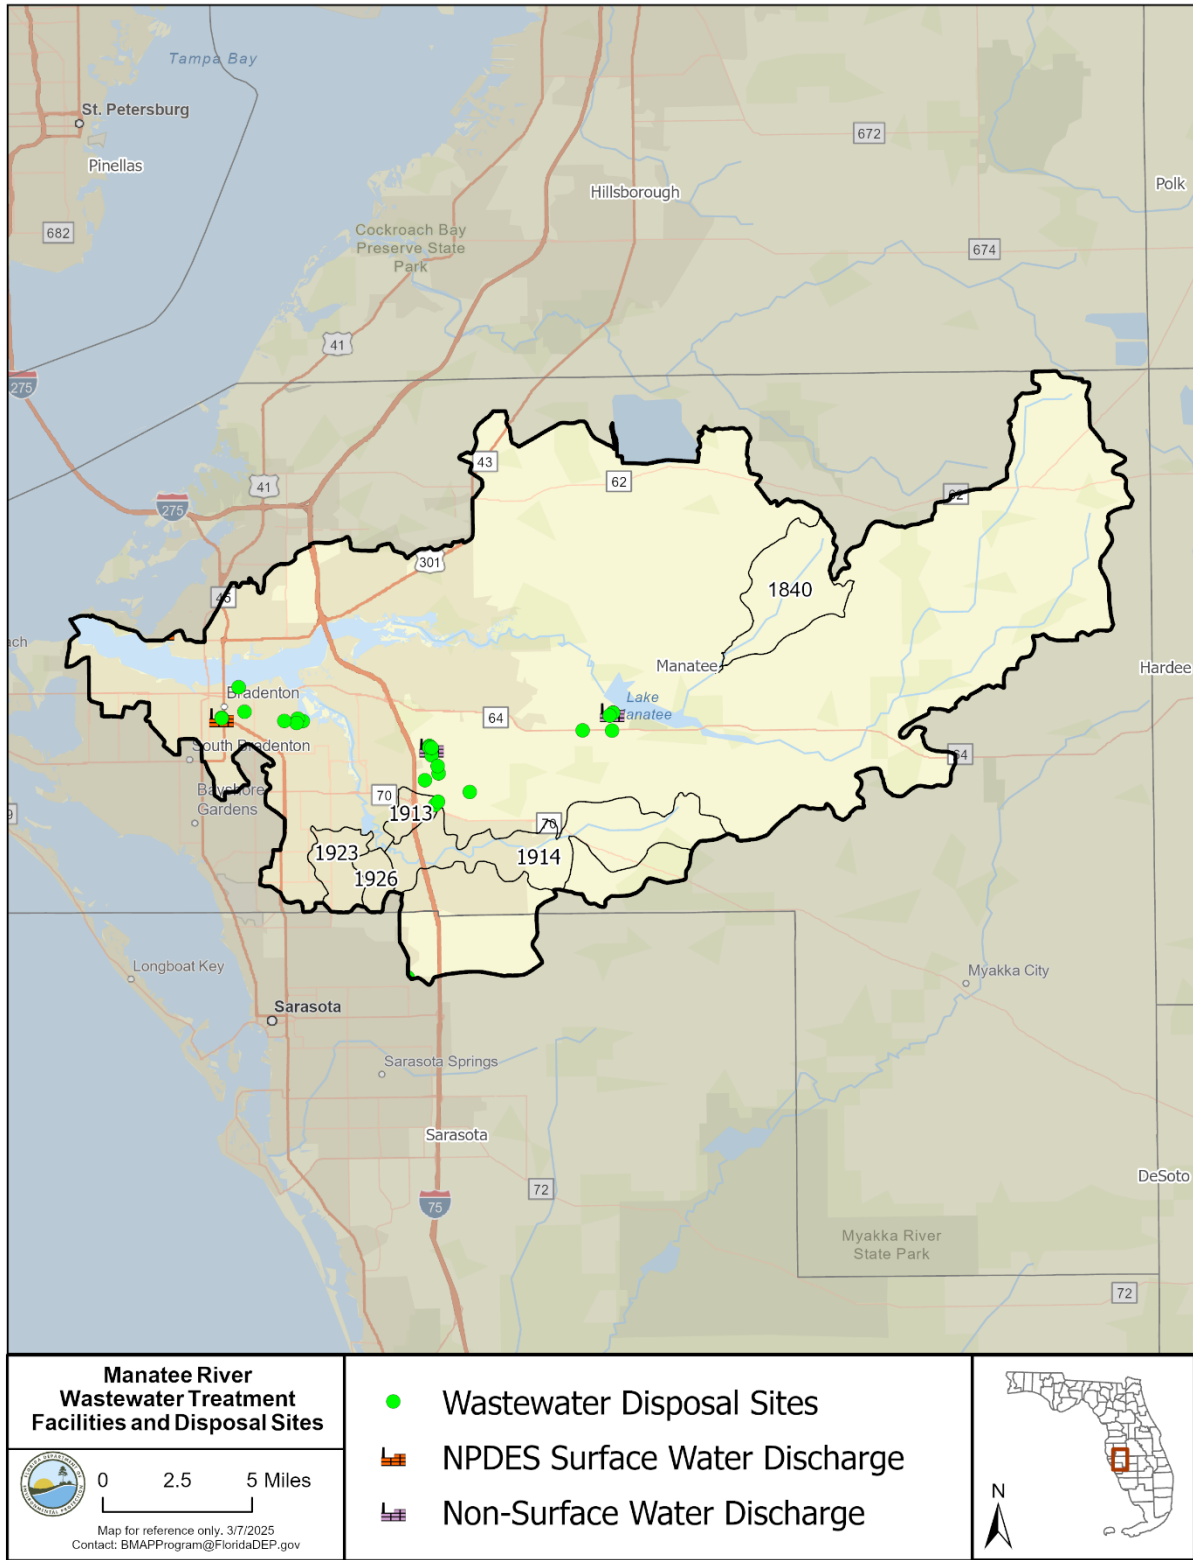 Tampa Bay
St. Petersburg
Pinellas
672
Hillsborough
Polk
682
Cockroach Bay
Preserve State
Park
674
41
275
43
41
62
62
275
301
1840
Manatee
Hardee
Bradenton
64
Lake
Manatee
South Bradenton
64
Bayshore
Gardens
70
1913
70
1923
1914
1926
Longboat Key
Myakka City
Sarasota
Sarasota Springs
Sarasota
DeSoto
72
75
Myakka River
State Park
72
Manatee River
Wastewater Treatment
Facilities and Disposal Sites
0 2.5 5 Miles
Map for reference only. 3/7/2025
Contact: BMAPProgram@FloridaDEP.gov
Wastewater Disposal Sites
NPDES Surface Water Discharge
Non-Surface Water Discharge
N